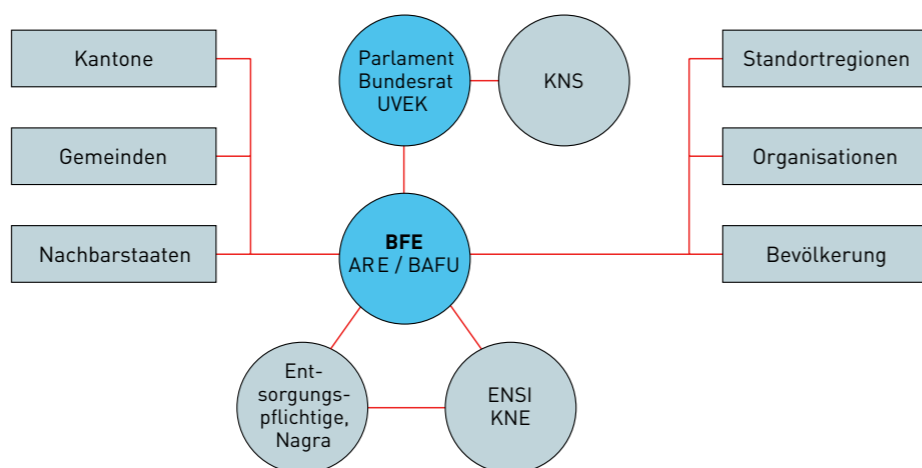 Kantone
Gemeinden
Nachbarstaaten
Parlament
Bundesrat
UVEK
KNS
BFE
ARE / BAFU
Ent-
sorgungs-
pflichtige,
Nagra
ENSI
KNE
Standortregionen
Organisationen
Bevölkerung